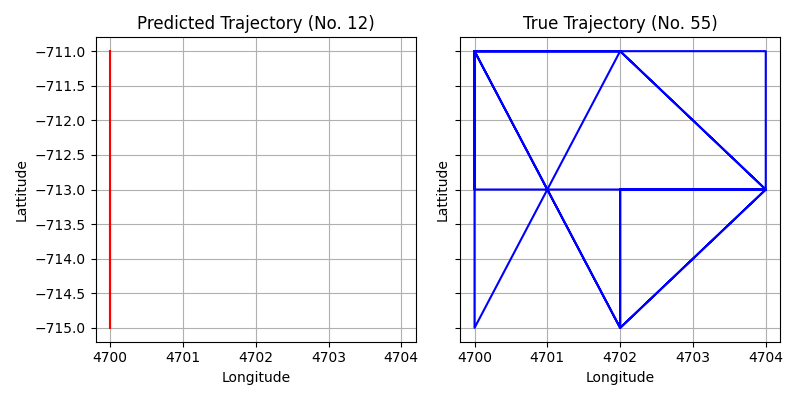 Predicted Trajectory (No. 12)
True Trajectory (No. 55)
−711.0
−711.5
−712.0
−712.5
−713.0
−713.5
−714.0
−714.5
−715.0
Lattitude
Lattitude
4700 4701 4702 4703 4704
4700 4701 4702 4703 4704
Longitude
Longitude